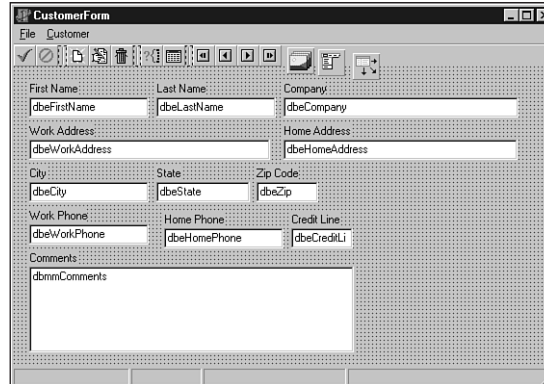 CustomerForm
File Customer
First Name Last Name Company
dbeFirstName dbeLastName dbeCompany
Work Address Home Address
dbeWorkAddress dbeHomeAddress
City State Zip Code
dbeCity dbeState dbeZip
Work Phone Home Phone Credit Line
dbeWorkPhone dbeHomePhone dbeCreditLi
Comments
dbmmComments